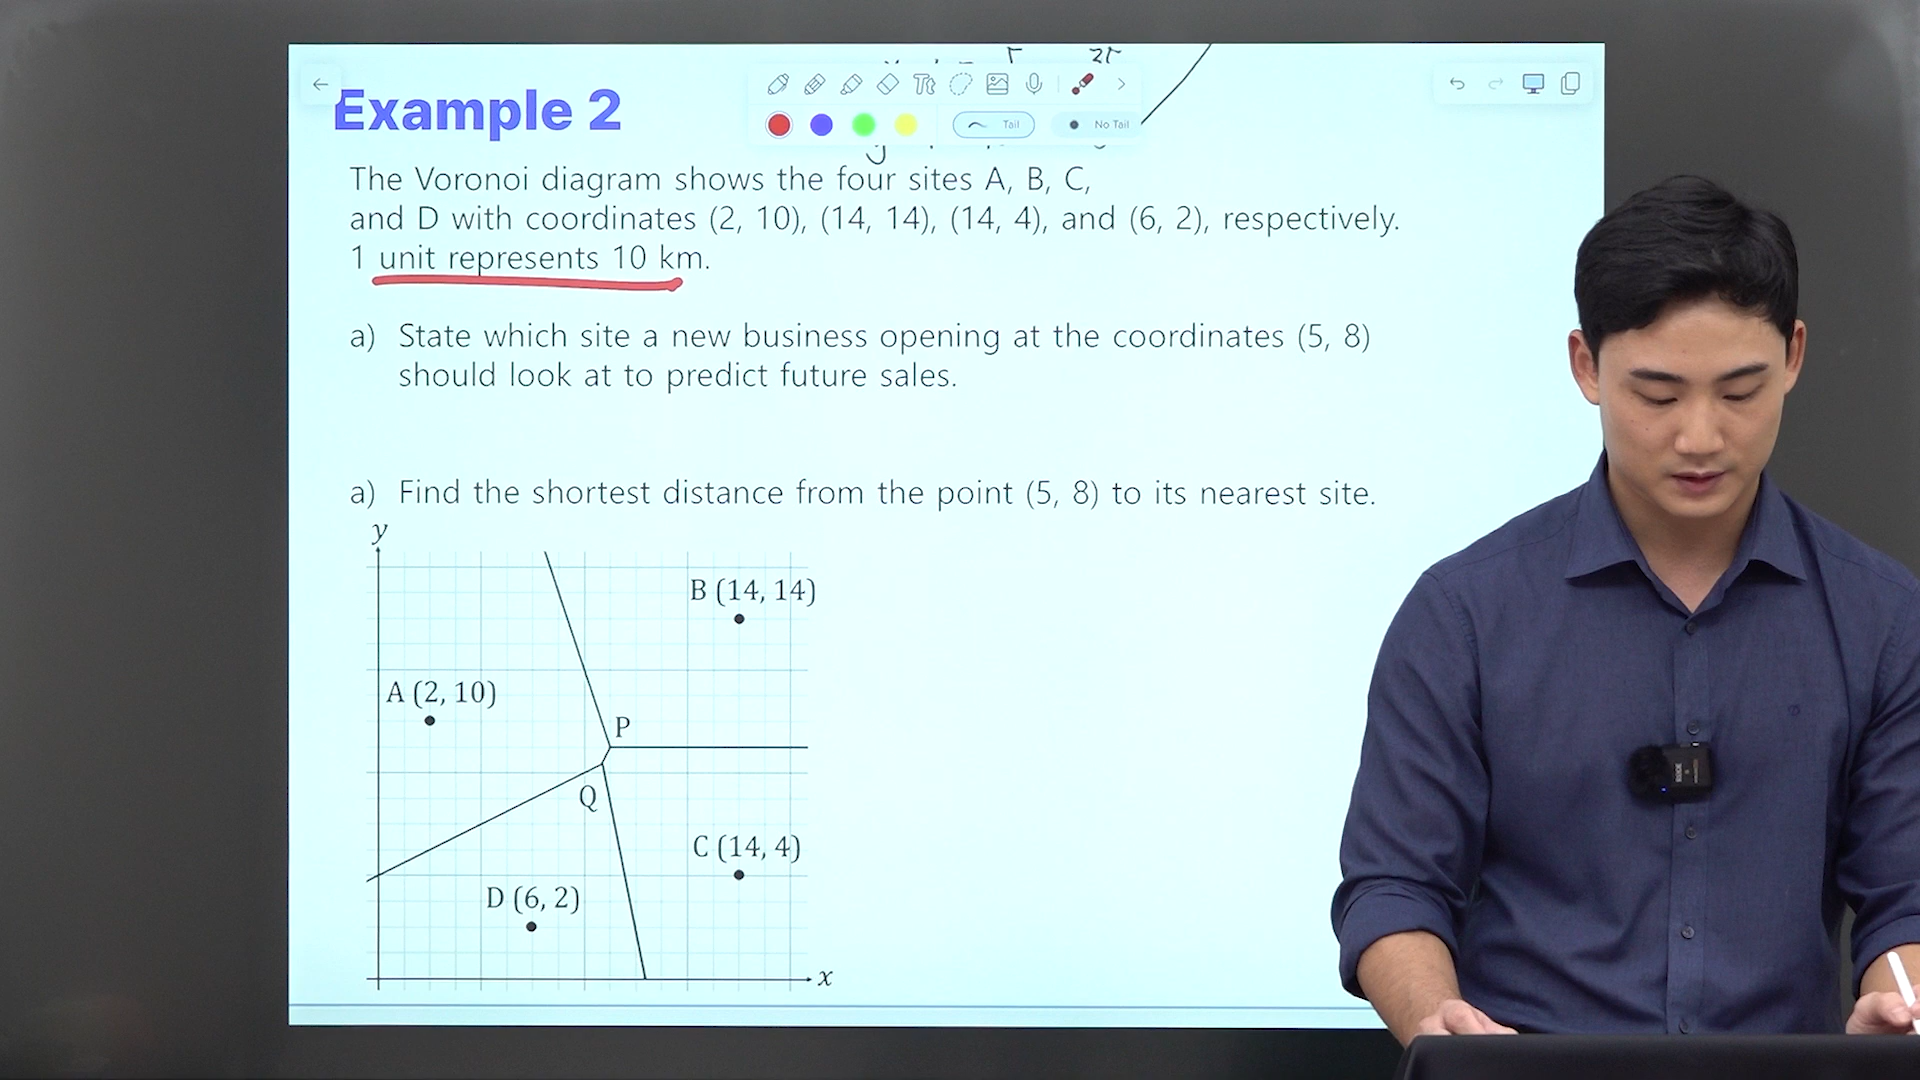 Example 2
Tt
Tail
No Tail
The Voronoi diagram shows the four sites A, B, C,
and D with coordinates (2, 10), (14, 14), (14, 4), and (6, 2), respectively.
1 unit represents 10 km.
a) State which site a new business opening at the coordinates (5, 8)
should look at to predict future sales.
a) Find the shortest distance from the point (5, 8) to its nearest site.
y
B (14, 14)
A (2, 10)
P
Q
C (14, 4)
D (6, 2)
x